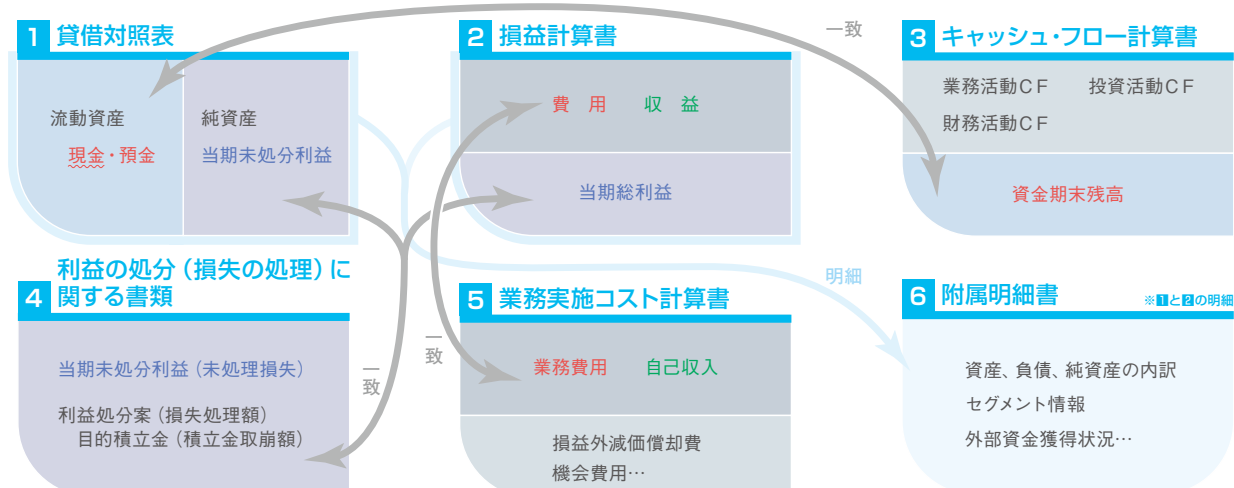 1 貸借対照表
流動資産
現金・預金
純資産
当期未処分利益
2 損益計算書
費 用 収 益
当期総利益
一致
3 キャッシュ・フロー計算書
業務活動CF 投資活動CF
財務活動CF
資金期末残高
4 利益の処分(損失の処理)に
関する書類
当期未処分利益(未処理損失)
利益処分案(損失処理額)
目的積立金(積立金取崩額)
一致
一致
5 業務実施コスト計算書
業務費用 自己収入
損益外減価償却費
機会費用…
明細
6 附属明細書 ※1と2の明細
資産、負債、純資産の内訳
セグメント情報
外部資金獲得状況…